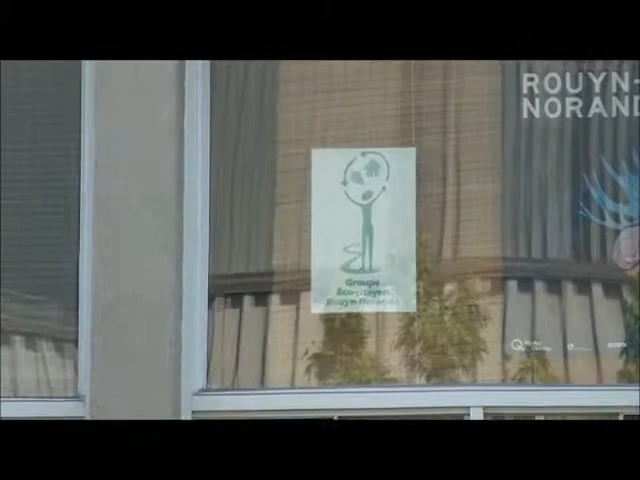 ROUYN-
NORAND
Groupe
Éco-citoyen
Rouyn-Noranda